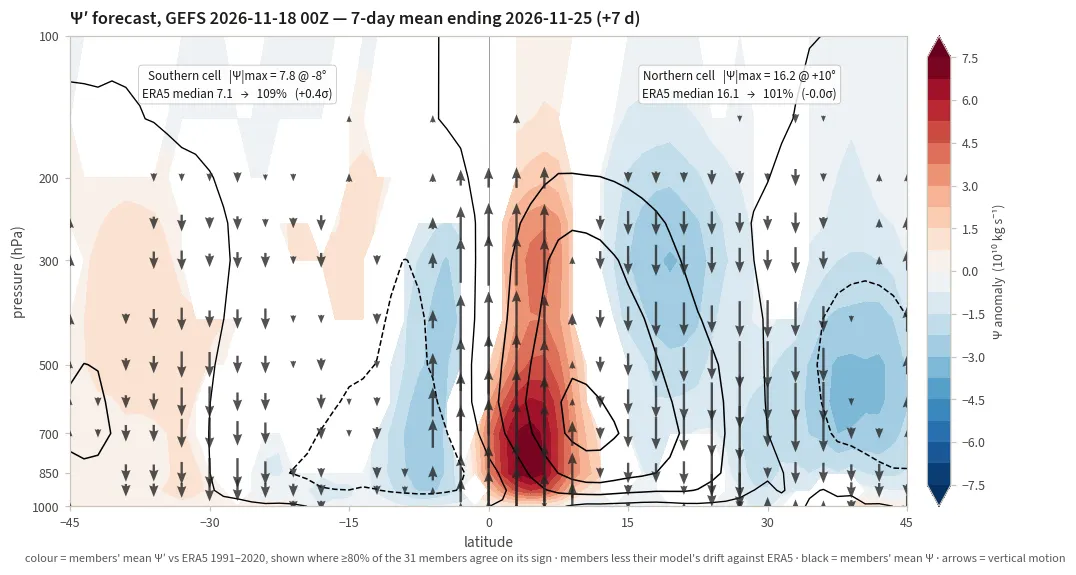 Ψ′ forecast, GEFS 2026-11-18 00Z — 7-day mean ending 2026-11-25 (+7 d)
Southern cell |Ψ|max = 7.8 @ -8°
ERA5 median 7.1 → 109% (+0.4σ)
Northern cell |Ψ|max = 16.2 @ +10°
ERA5 median 16.1 → 101% (-0.0σ)
pressure (hPa)
100
200
300
400
500
700
850
1000
−45
−30
−15
0
15
30
45
latitude
7.5
6.0
4.5
3.0
1.5
0.0
−1.5
−3.0
−4.5
−6.0
−7.5
Ψ anomaly (10¹⁰ kg s⁻¹)
colour = members' mean Ψ′ vs ERA5 1991–2020, shown where ≥80% of the 31 members agree on its sign · members less their model's drift against ERA5 · black = members' mean Ψ · arrows = vertical motion